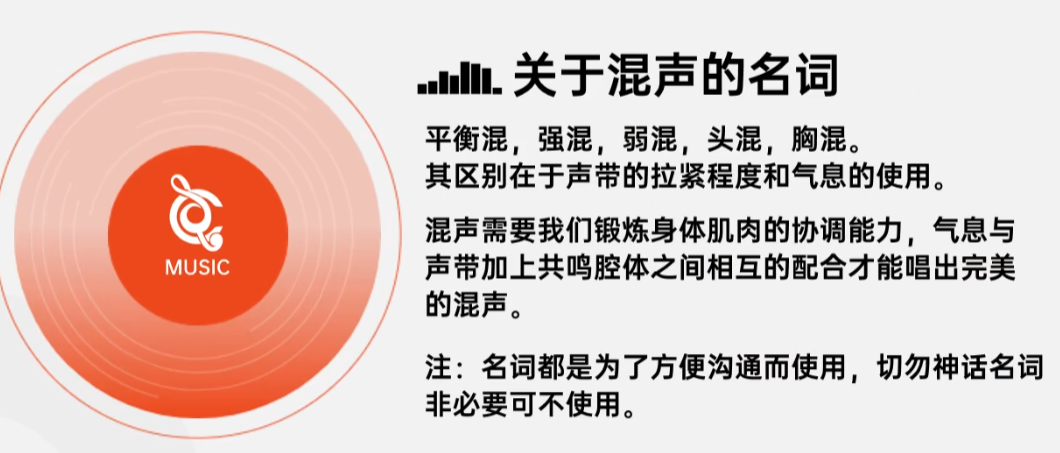 关于混声的名词
平衡混，强混，弱混，头混，胸混。
其区别在于声带的拉紧程度和气息的使用。
混声需要我们锻炼身体肌肉的协调能力，气息与
声带加上共鸣腔体之间相互的配合才能唱出完美
的混声。
MUSIC
注：名词都是为了方便沟通而使用，切勿神话名词
非必要可不使用。